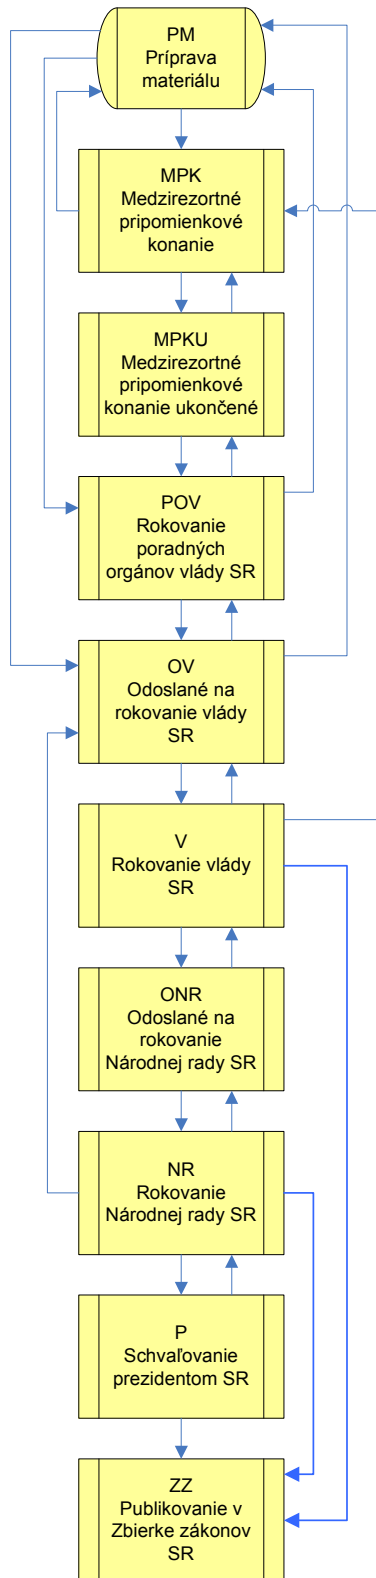 PM
Príprava
materiálu
MPK
Medzirezortné
pripomienkové
konanie
MPKU
Medzirezortné
pripomienkové
konanie ukončené
POV
Rokovanie
poradných
orgánov vlády SR
OV
Odoslané na
rokovanie vlády
SR
V
Rokovanie vlády
SR
ONR
Odoslané na
rokovanie
Národnej rady SR
NR
Rokovanie
Národnej rady SR
P
Schvaľovanie
prezidentom SR
ZZ
Publikovanie v
Zbierke zákonov
SR